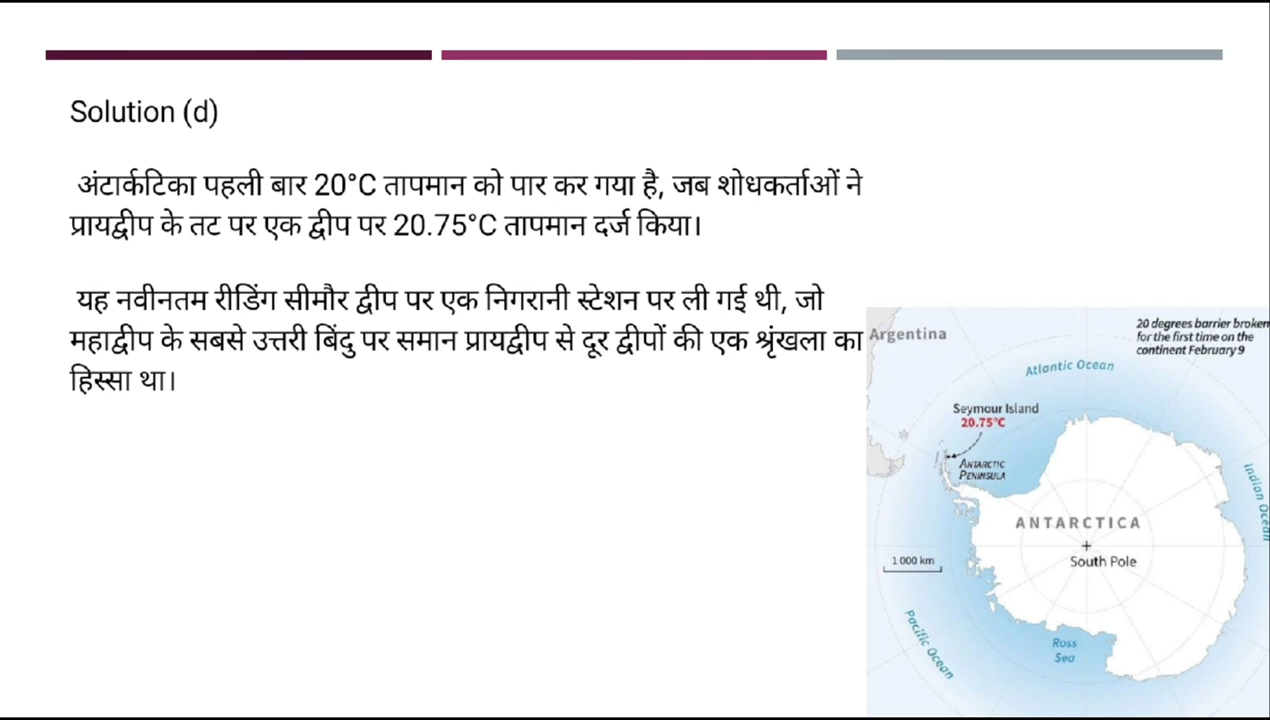 Solution (d)
अंटार्कटिका पहली बार 20°C तापमान को पार कर गया है, जब शोधकर्ताओं ने
प्रायद्वीप के तट पर एक द्वीप पर 20.75°C तापमान दर्ज किया।
यह नवीनतम रीडिंग सीमौर द्वीप पर एक निगरानी स्टेशन पर ली गई थी, जो
महाद्वीप के सबसे उत्तरी बिंदु पर समान प्रायद्वीप से दूर द्वीपों की एक श्रृंखला का
हिस्सा था।
Argentina
20 degrees barrier broken
for the first time on the
continent February 9
Atlantic Ocean
Seymour Island
20.75°C
ANTARCTIC
PENINSULA
Indian Ocean
ANTARCTICA
South Pole
1 000 km
Pacific Ocean
Ross
Sea